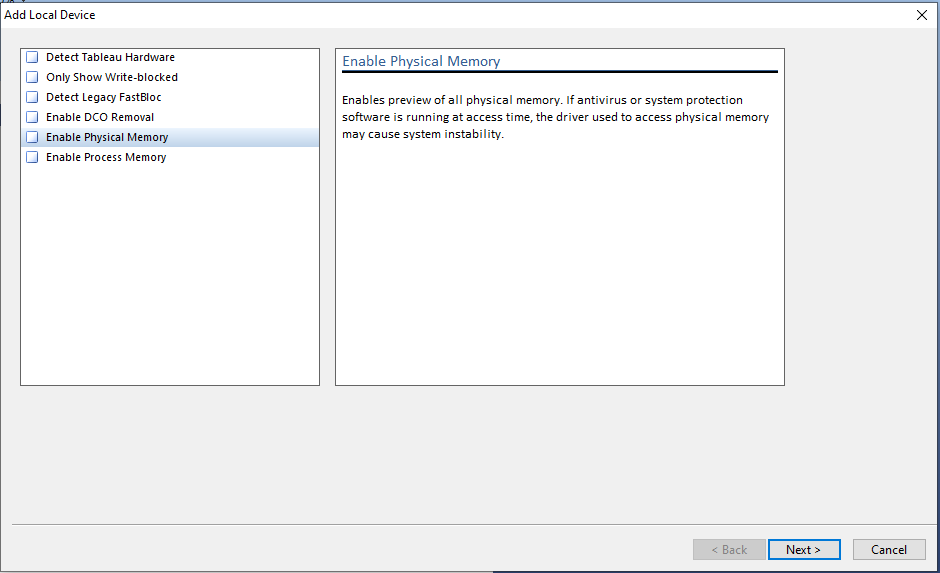 Add Local Device
Detect Tableau Hardware
Only Show Write-blocked
Detect Legacy FastBloc
Enable DCO Removal
Enable Physical Memory
Enable Process Memory
Enable Physical Memory
Enables preview of all physical memory. If antivirus or system protection
software is running at access time, the driver used to access physical memory
may cause system instability.
< Back
Next >
Cancel